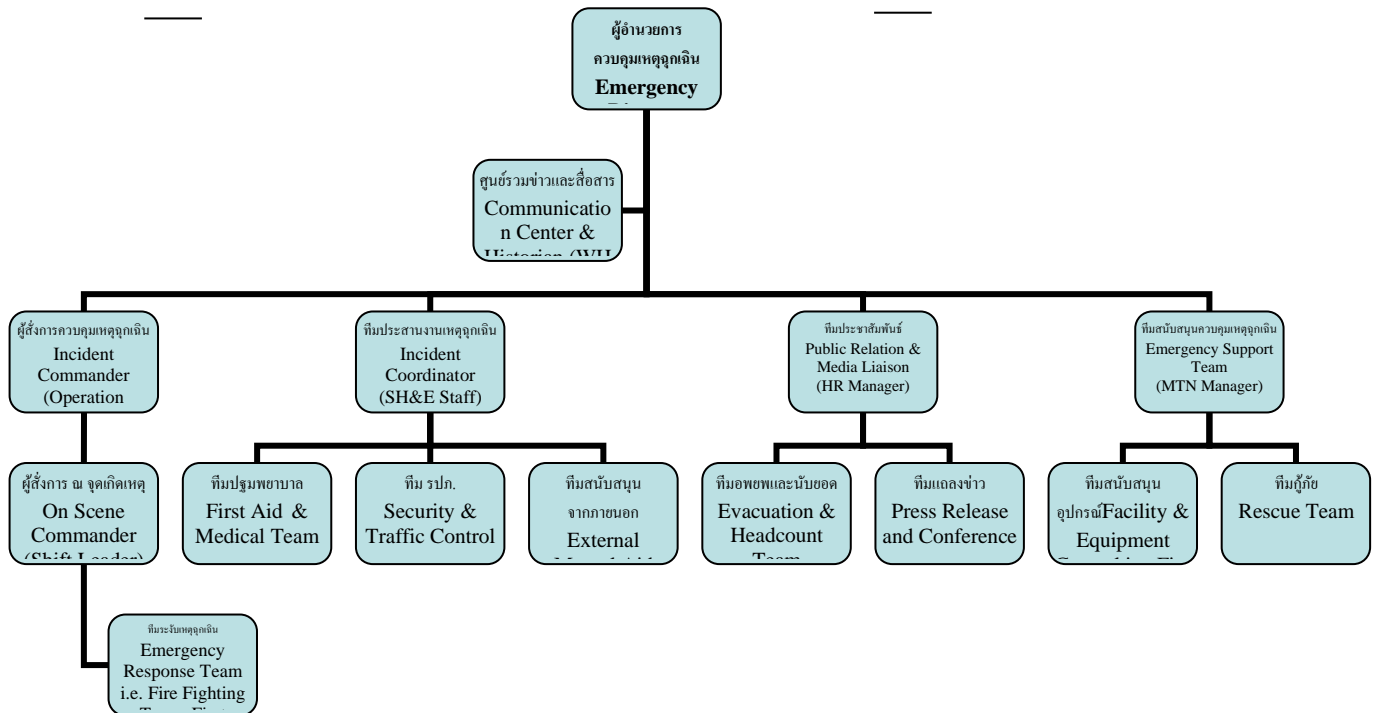 ผู้อำนวยการ
ควบคุมเหตุฉุกเฉิน
Emergency
ศูนย์รวมข่าวและสื่อสาร
Communicatio
n Center &
Historian (WH
ผู้สั่งการควบคุมเหตุฉุกเฉิน
Incident
Commander
(Operation
ทีมประสานงานเหตุฉุกเฉิน
Incident
Coordinator
(SH&E Staff)
ทีมประชาสัมพันธ์
Public Relation &
Media Liaison
(HR Manager)
ทีมสนับสนุนควบคุมเหตุฉุกเฉิน
Emergency Support
Team
(MTN Manager)
ผู้สั่งการ ณ จุดเกิดเหตุ
On Scene
Commander
(Shift Leader)
ทีมปฐมพยาบาล
First Aid &
Medical Team
ทีม รปภ.
Security &
Traffic Control
ทีมสนับสนุน
จากภายนอก
External
ทีมอพยพและนับยอด
Evacuation &
Headcount
Team
ทีมแถลงข่าว
Press Release
and Conference
ทีมสนับสนุน
อุปกรณ์Facility &
Equipment
ทีมกู้ภัย
Rescue Team
ทีมระงับเหตุฉุกเฉิน
Emergency
Response Team
i.e. Fire Fighting